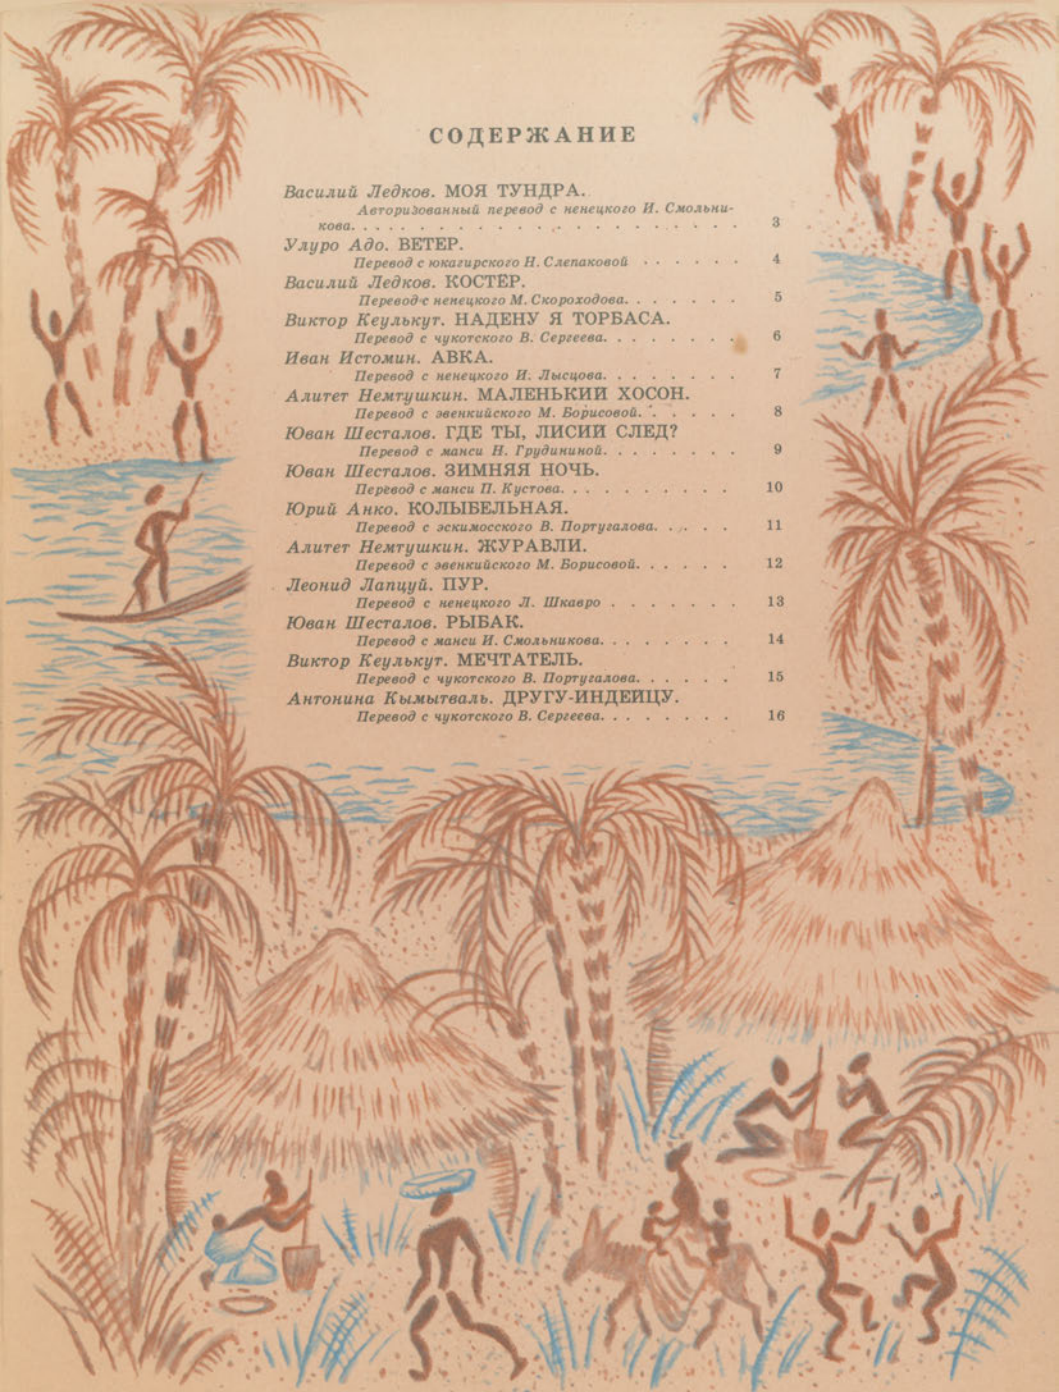 СОДЕРЖАНИЕ
Василий Ледков. МОЯ ТУНДРА.
Авторизованный перевод с ненецкого И. Смольни-
кова. . . . . . . . . . . . . . . . . . . . . . . 3
Улуро Адо. ВЕТЕР.
Перевод с юкагирского Н. Слепаковой . . . . . . 4
Василий Ледков. КОСТЕР.
Перевод с ненецкого М. Скороходова. . . . . . . 5
Виктор Кеулькут. НАДЕНУ Я ТОРБАСА.
Перевод с чукотского В. Сергеева. . . . . . . . 6
Иван Истомин. АВКА.
Перевод с ненецкого И. Лысцова. . . . . . . . 7
Алитет Немтушкин. МАЛЕНЬКИЙ ХОСОН.
Перевод с эвенкийского М. Борисовой. . . . . . 8
Юван Шесталов. ГДЕ ТЫ, ЛИСИЙ СЛЕД?
Перевод с манси Н. Грудининой. . . . . . . . 9
Юван Шесталов. ЗИМНЯЯ НОЧЬ.
Перевод с манси П. Кустова. . . . . . . . . . 10
Юрий Анко. КОЛЫБЕЛЬНАЯ.
Перевод с эскимосского В. Португалова. . . . . 11
Алитет Немтушкин. ЖУРАВЛИ.
Перевод с эвенкийского М. Борисовой. . . . . . 12
Леонид Лапцуй. ПУР.
Перевод с ненецкого Л. Шкавро . . . . . . . 13
Юван Шесталов. РЫБАК.
Перевод с манси И. Смольникова. . . . . . . . 14
Виктор Кеулькут. МЕЧТАТЕЛЬ.
Перевод с чукотского В. Португалова. . . . . . 15
Антонина Кымытваль. ДРУГУ-ИНДЕЙЦУ.
Перевод с чукотского В. Сергеева. . . . . . . . 16